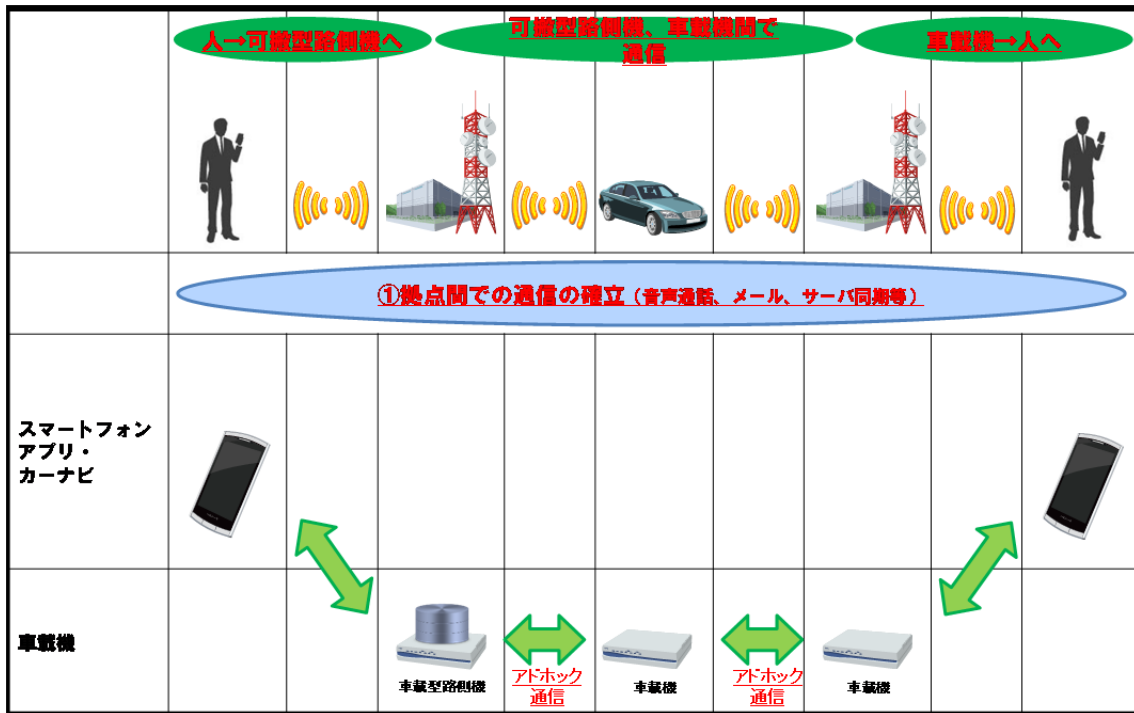 人→可搬型路側機へ
可搬型路側機、車載機間で
通信
車載機→人へ
①拠点間での通信の確立（音声通話、メール、サーバ同期等）
スマートフォン
アプリ・
カーナビ
車載機
車載型路側機
アドホック
通信
車載機
アドホック
通信
車載機